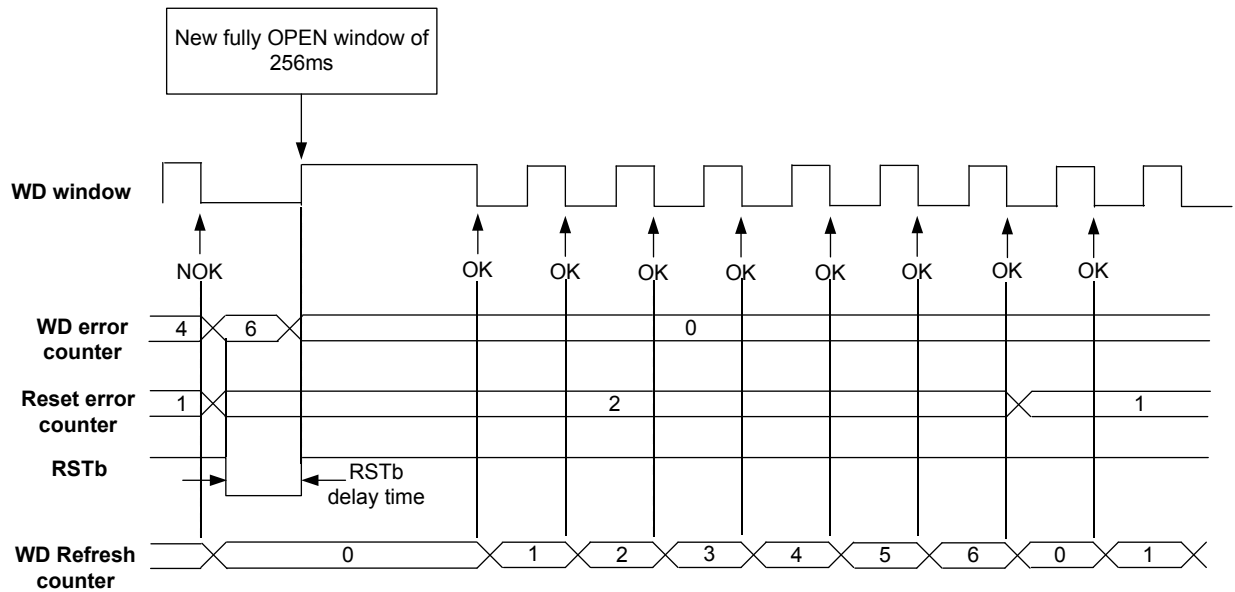 New fully OPEN window of
256ms
WD window
NOK
OK OK OK OK OK OK OK OK
WD error
counter
4 6 0
Reset error
counter
1 2 1
RSTb
RSTb
delay time
WD Refresh
counter
0 1 2 3 4 5 6 0 1